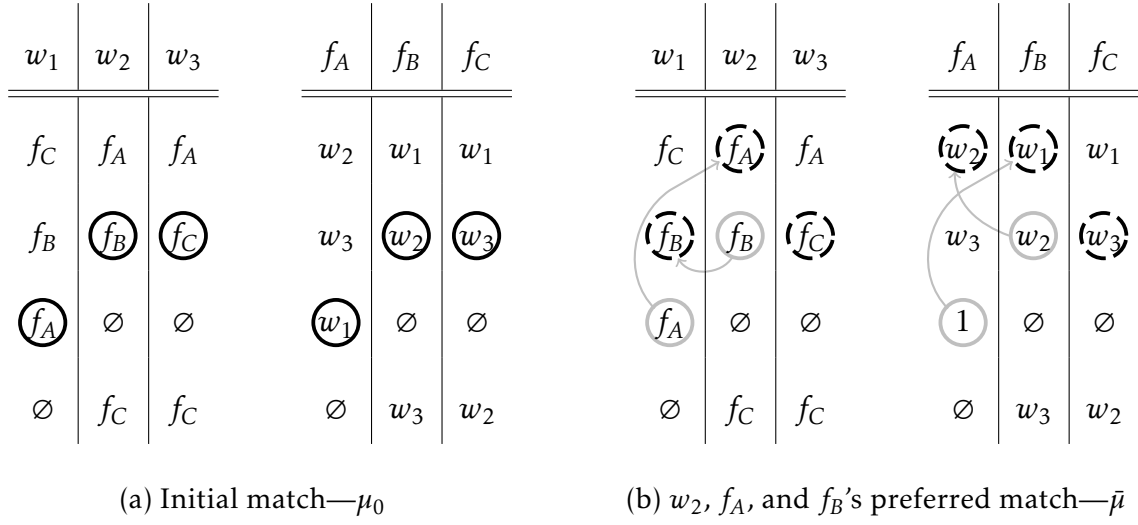 w1 w2 w3 fA fB fC w1 w2 w3 fA fB fC
fC fA fA w2 w1 w1 fC fA fA w2 w1 w1
fB fB fC w3 w2 w3 fB fB fC w3 w2 w3
fA ∅ ∅ w1 ∅ ∅ fA ∅ ∅ 1 ∅ ∅
∅ fC fC ∅ w3 w2 ∅ fC fC ∅ w3 w2
(a) Initial match—μ0 (b) w2, fA, and fB's preferred match—μ̄